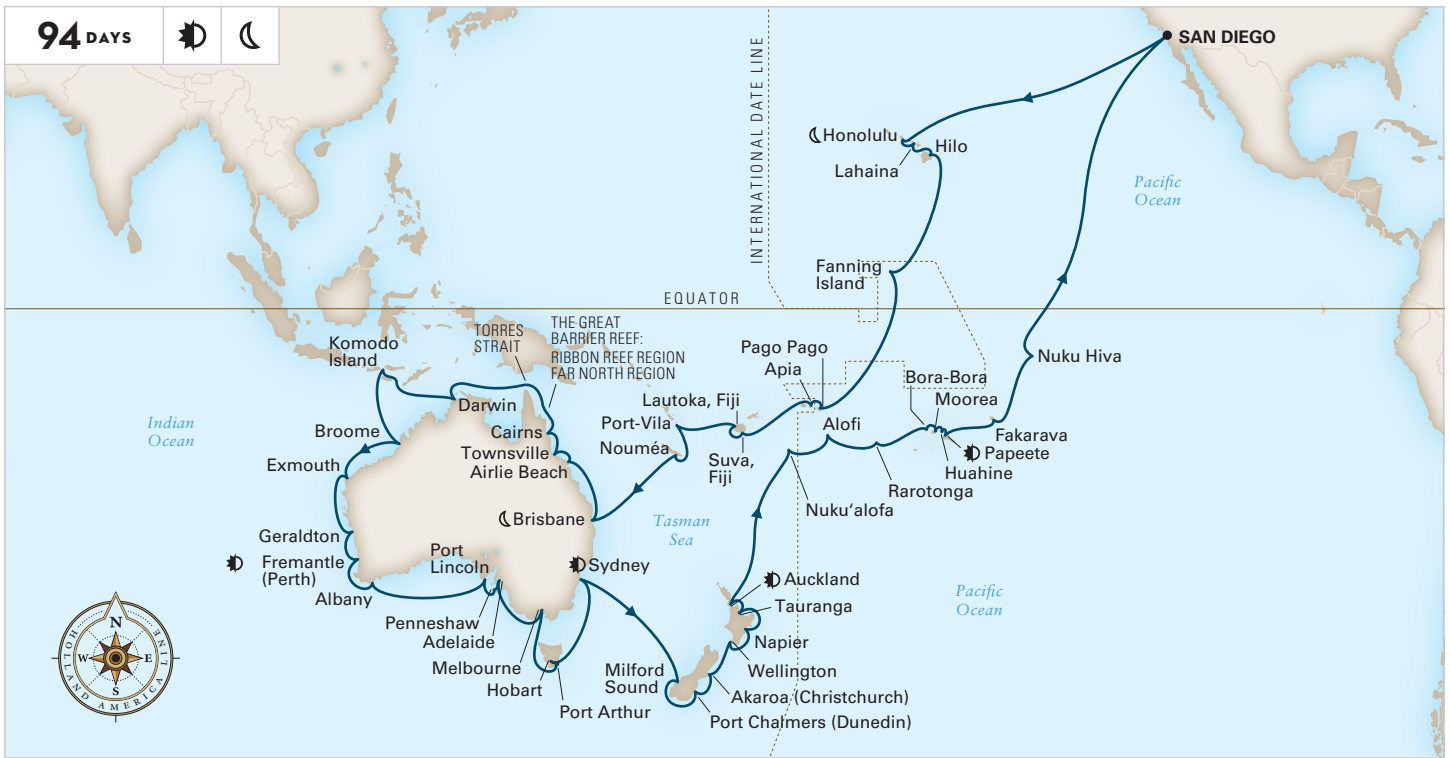 94 DAYS
SAN DIEGO
INTERNATIONAL DATE LINE
Honolulu
Hilo
Lahaina
Pacific
Ocean
Fanning
Island
EQUATOR
TORRES
STRAIT
THE GREAT
BARRIER REEF:
RIBBON REEF REGION
FAR NORTH REGION
Komodo
Island
Pago Pago
Apia
Nuku Hiva
Bora-Bora
Moorea
Lautoka, Fiji
Darwin
Port-Vila
Alofi
Fakarava
Papeete
Huahine
Indian
Ocean
Broome
Cairns
Nouméa
Townsville
Airlie Beach
Suva,
Fiji
Exmouth
Rarotonga
Nuku‘alofa
Brisbane
Tasman
Sea
Geraldton
Fremantle
(Perth)
Port
Lincoln
Sydney
Albany
Auckland
Tauranga
Pacific
Ocean
Penneshaw
Adelaide
Napier
Melbourne
Hobart
Milford
Sound
Wellington
Port Arthur
Akaroa (Christchurch)
Port Chalmers (Dunedin)
N
W
E
S
HOLLAND AMERICA LINE